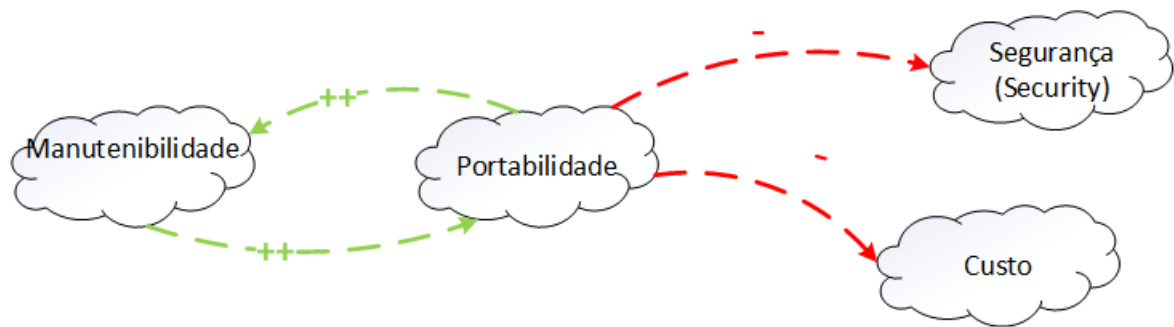 -
Segurança
(Security)
++
Manutenibilidade
Portabilidade
-
++
Custo